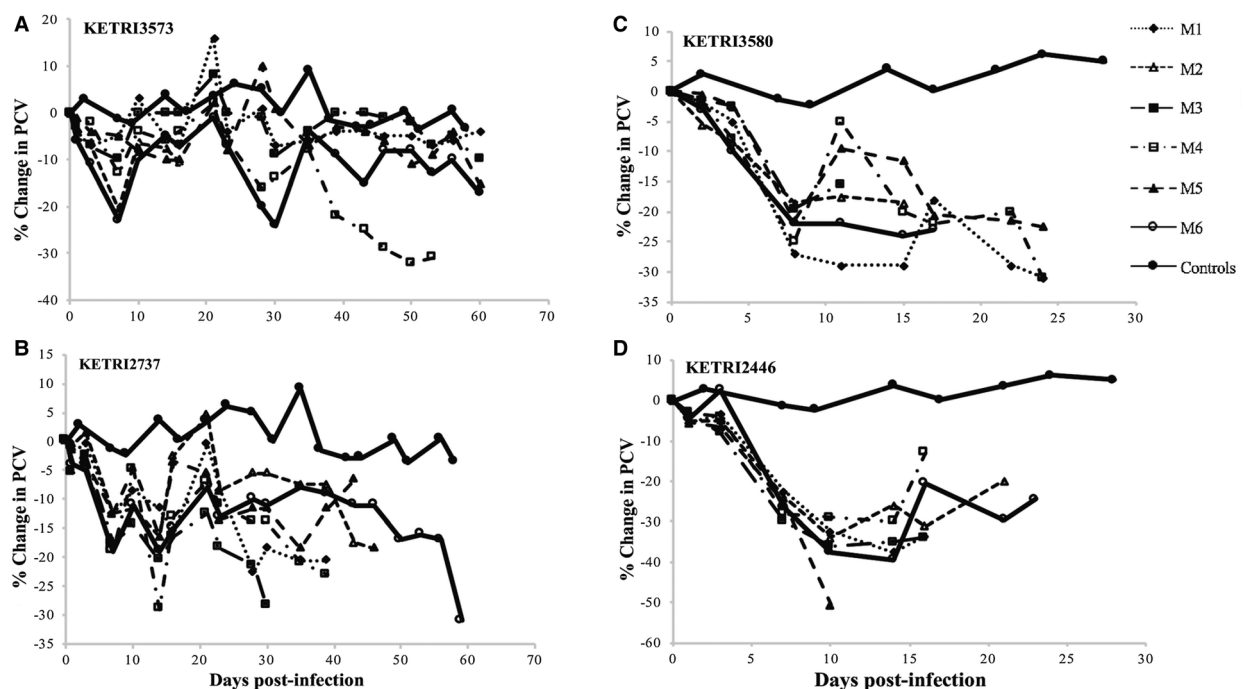 A
KETRI3573
% Change in PCV
20
10
0
-10
-20
-30
-40
0 10 20 30 40 50 60 70
C
KETRI3580
% Change in PCV
10
5
0
-5
-10
-15
-20
-25
-30
-35
0 5 10 15 20 25 30
M1
M2
M3
M4
M5
M6
Controls
B
KETRI2737
% Change in PCV
15
10
5
0
-5
-10
-15
-20
-25
-30
-35
0 10 20 30 40 50 60 70
Days post-infection
D
KETRI2446
% Change in PCV
10
0
-10
-20
-30
-40
-50
-60
0 5 10 15 20 25 30
Days post-infection